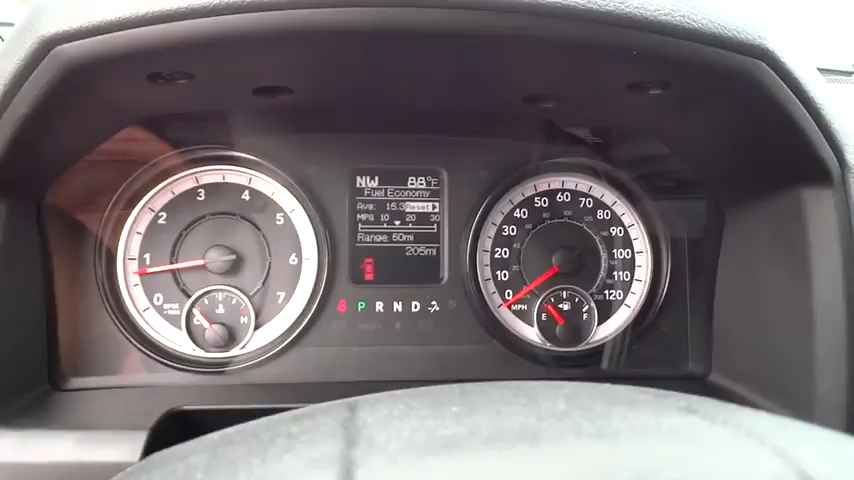 0 1 2 3 4 5 6 7
H
NW 88°F
Fuel Economy
Avg: 15.3 Reset
MPG 10 20 30
Range: 50mi
205mi
P R N D
0 10 20 30 40 50 60 70 80 90 100 110 120
MPH
E F